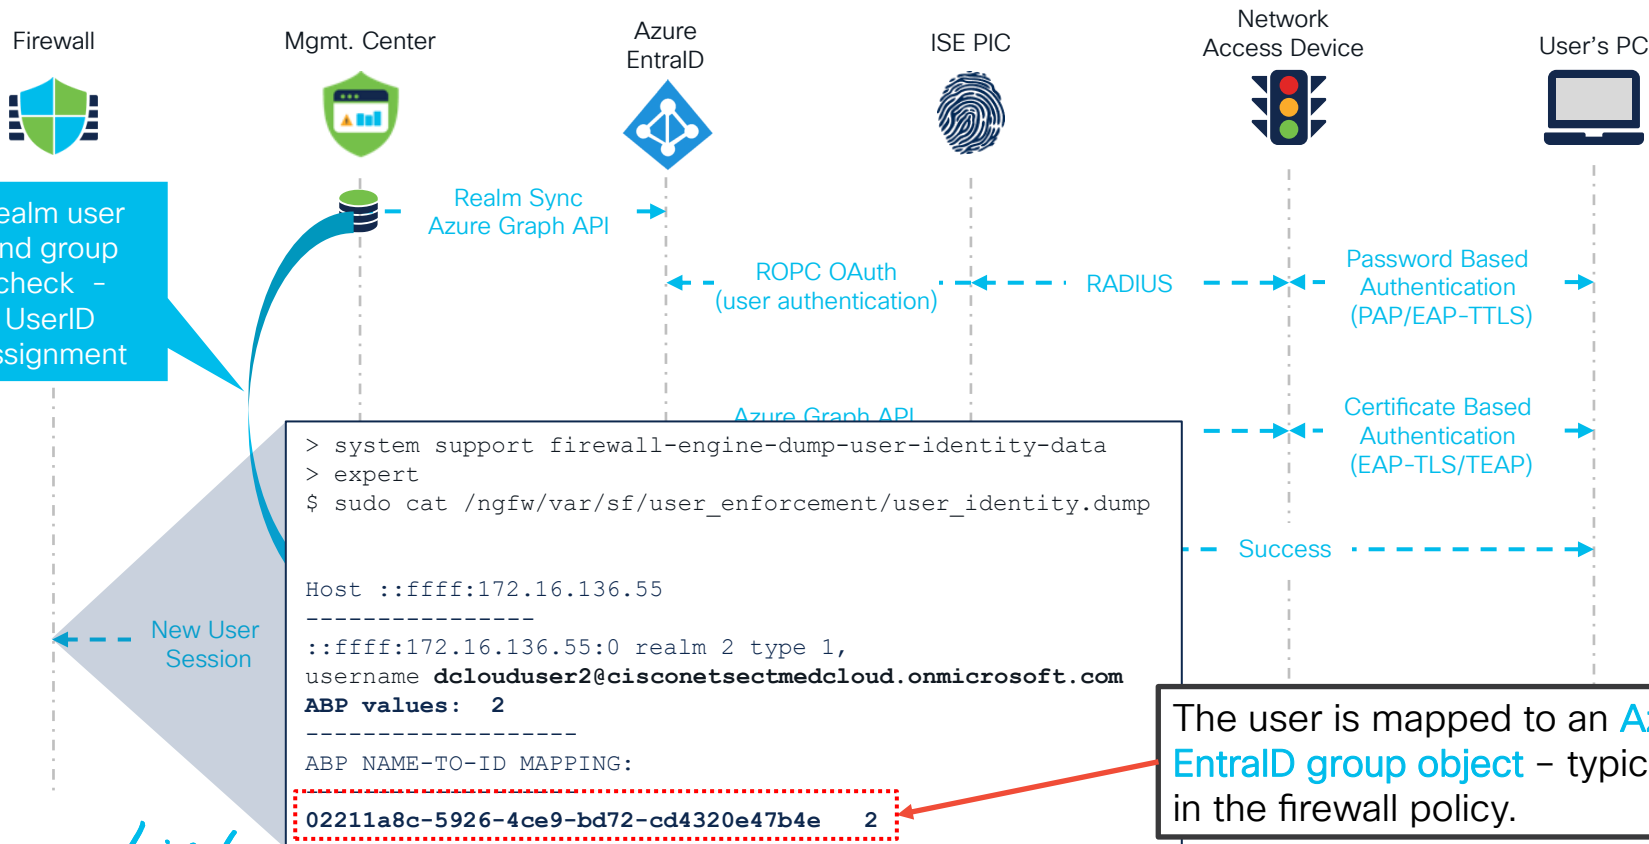 Firewall
Mgmt. Center
Azure
EntraID
ISE PIC
Network
Access Device
User's PC
Realm Sync
Azure Graph API
user
group
check -
UserID
ROPC OAuth
(user authentication)
RADIUS
Password Based
Authentication
(PAP/EAP-TTLS)
Azure Graph API
Certificate Based
Authentication
(EAP-TLS/TEAP)
> system support firewall-engine-dump-user-identity-data
> expert
$ sudo cat /ngfw/var/sf/user_enforcement/user_identity.dump
Success
Host ::ffff:172.16.136.55
----------------
::ffff:172.16.136.55:0 realm 2 type 1,
username dclouduser2@cisconetsectmedcloud.onmicrosoft.com
ABP values:  2
-------------------
ABP NAME-TO-ID MAPPING:
-------------------
02211a8c-5926-4ce9-bd72-cd4320e47b4e   2
New User
Session
The user is mapped to an
EntraID group object – typic
in the firewall policy.